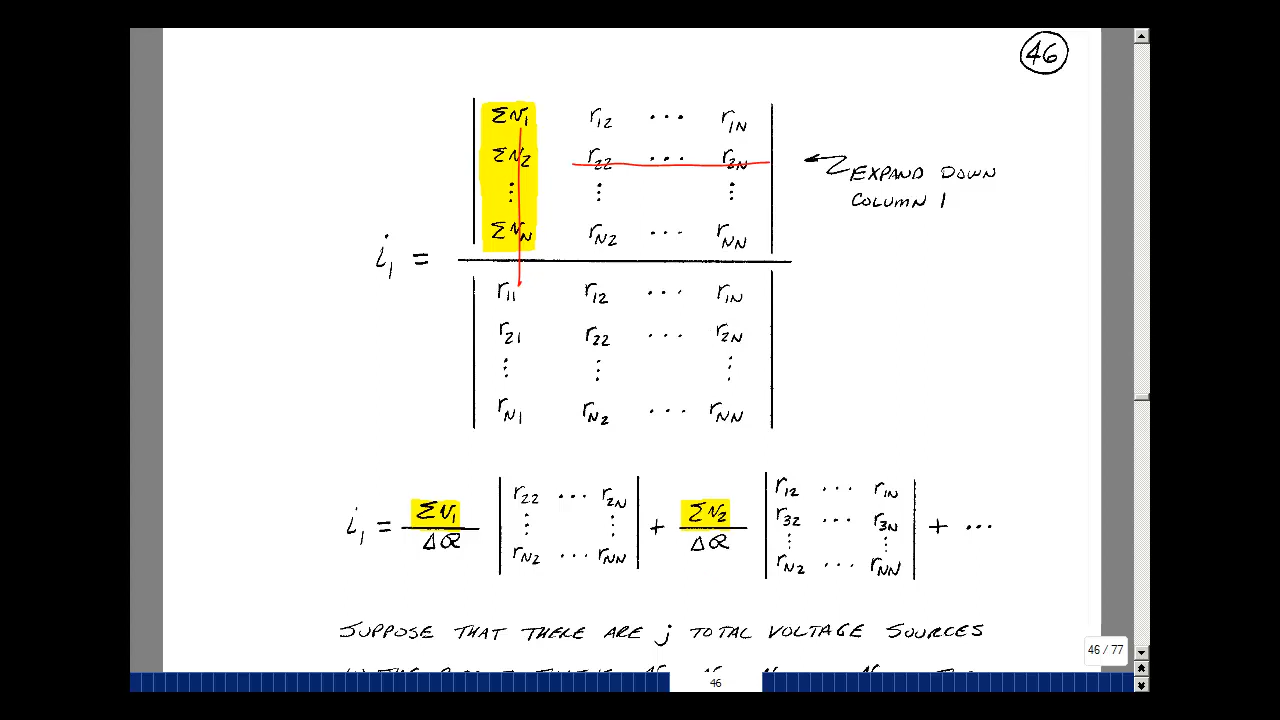 46
Σv1 r12 ... r1N
Σv2 r22 ... r2N
⋮ ⋮ ⋮
ΣvN rN2 ... rNN
EXPAND DOWN
COLUMN 1
i1 =
r11 r12 ... r1N
r21 r22 ... r2N
⋮ ⋮ ⋮
rN1 rN2 ... rNN
i1 = Σv1/ΔR | r22 ... r2N ⋮ ⋮ rN2 ... rNN | + Σv2/ΔR | r12 ... r1N r32 ... r3N ⋮ ⋮ rN2 ... rNN | + ...
SUPPOSE THAT THERE ARE j TOTAL VOLTAGE SOURCES
46 / 77
46